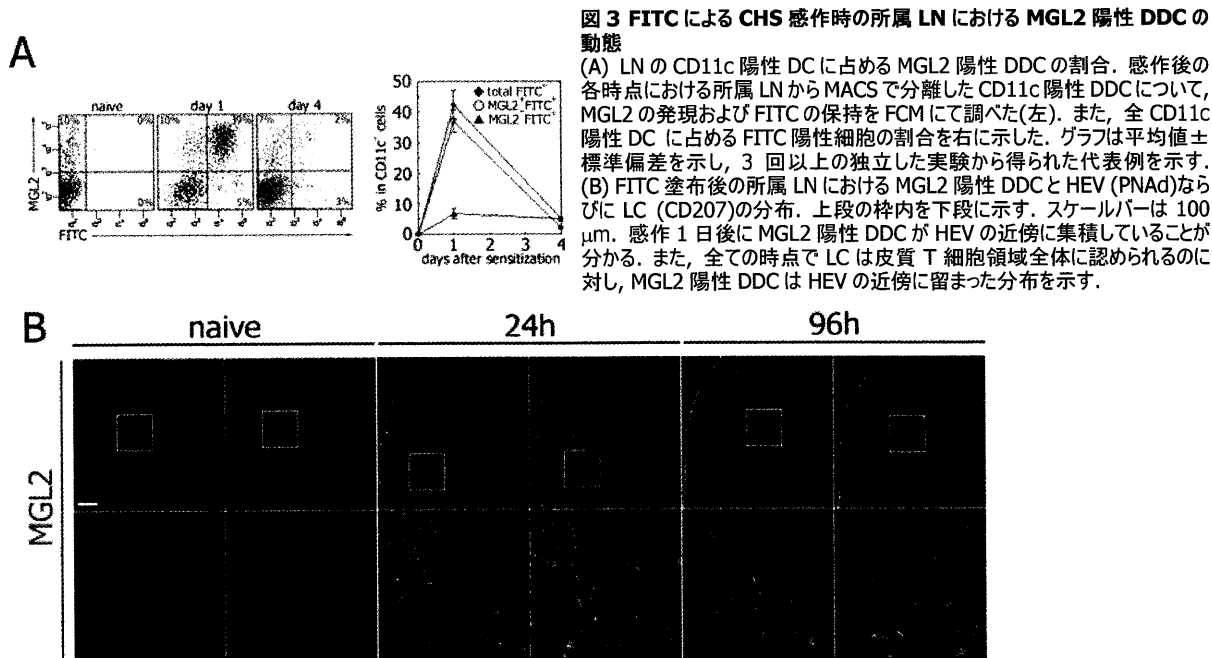 図 3 FITC による CHS 感作時の所属 LN における MGL2 陽性 DDC の
動態
(A) LN の CD11c 陽性 DC に占める MGL2 陽性 DDC の割合. 感作後の
各時点における所属 LN から MACS で分離した CD11c 陽性 DDC について,
MGL2 の発現および FITC の保持を FCM にて調べた(左). また, 全 CD11c
陽性 DC に占める FITC 陽性細胞の割合を右に示した. グラフは平均値±
標準偏差を示し, 3 回以上の独立した実験から得られた代表例を示す.
(B) FITC 塗布後の所属 LN における MGL2 陽性 DDC と HEV (PNAd)なら
びに LC (CD207)の分布. 上段の枠内を下段に示す. スケールバーは 100
μm. 感作 1 日後に MGL2 陽性 DDC が HEV の近傍に集積していることが
分かる. また, 全ての時点で LC は皮質 T 細胞領域全体に認められるのに
対し, MGL2 陽性 DDC は HEV の近傍に留まった分布を示す.
A
naive day 1 day 4
10% 0% 10% 2%
0% 5% 3%
MGL2
FITC
50
40
30
20
10
0
% in CD11c+ cells
total FITC+
MGL2+FITC+
MGL2-FITC+
0 1 2 3 4
days after sensitization
B
naive 24h 96h
MGL2